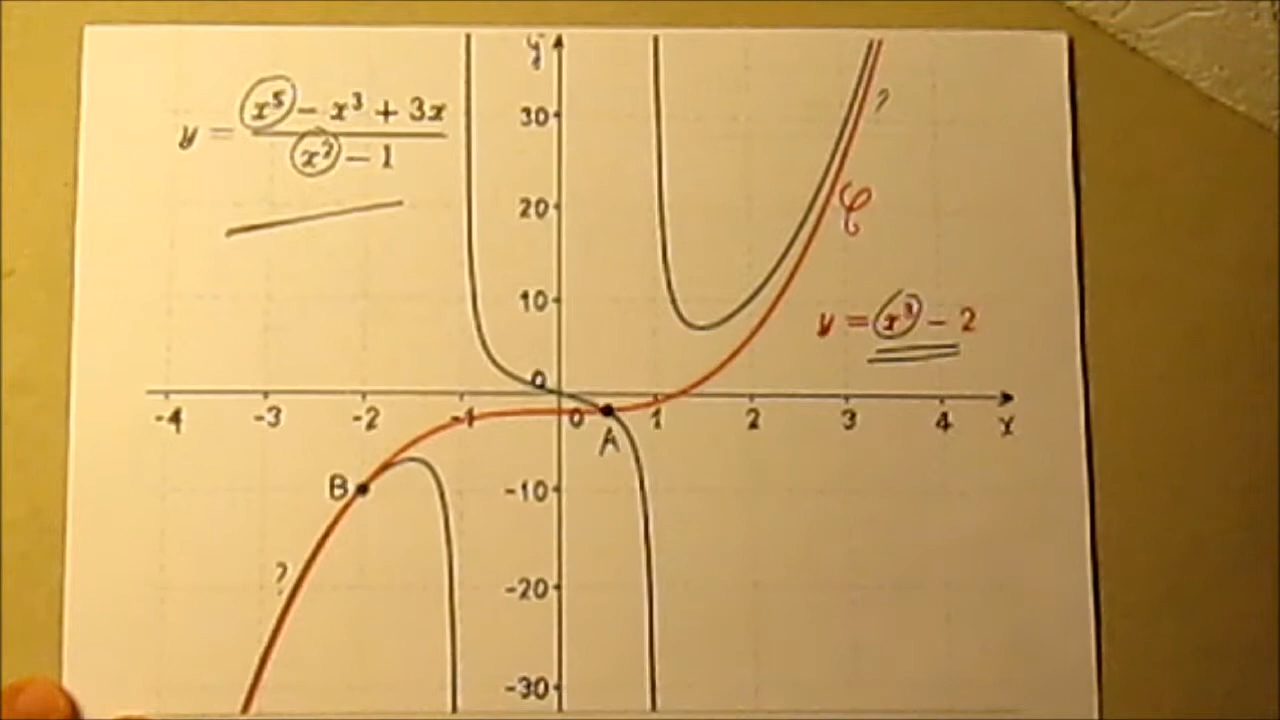 y
y = x⁵ - x³ + 3x / x² - 1
30
?
20
φ
10
y = x³ - 2
0
-4 -3 -2 -1 0 1 2 3 4 x
A
B
-10
?
-20
-30